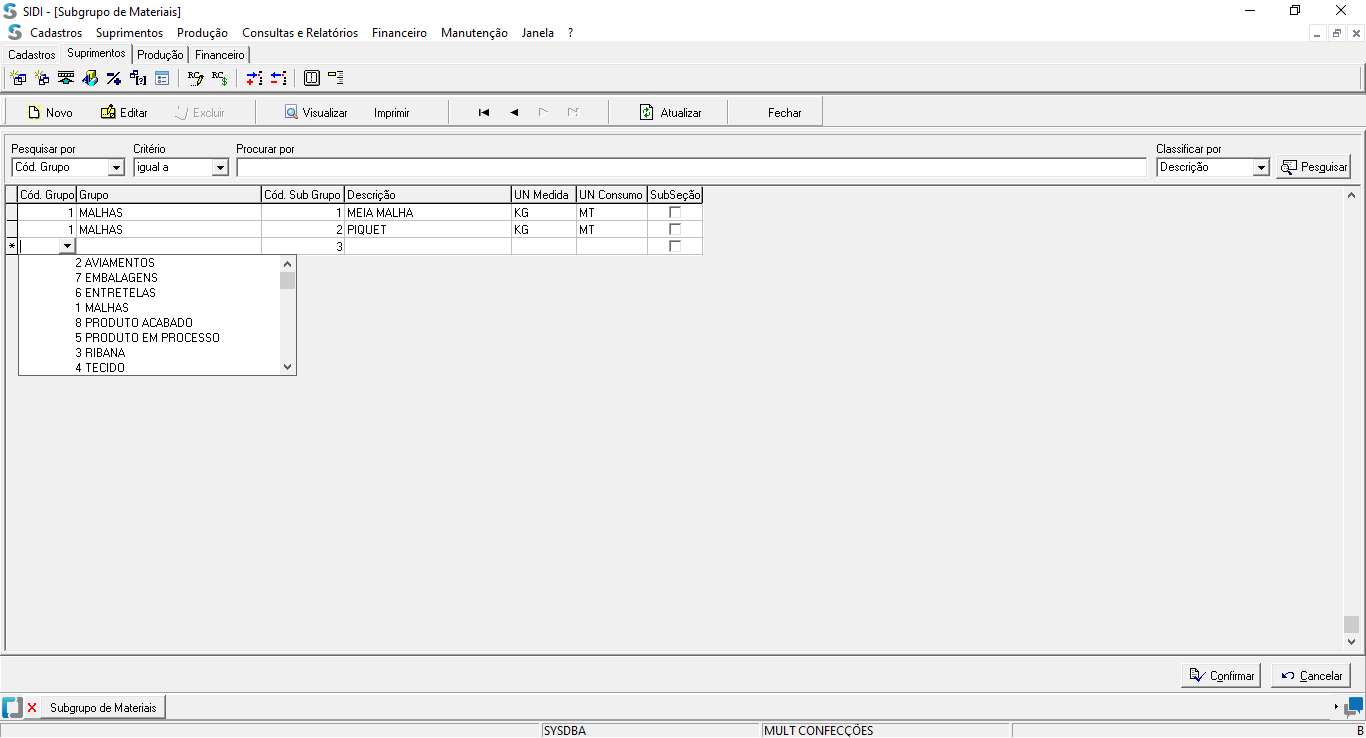 SIDI - [Subgrupo de Materiais]
Cadastros Suprimentos Produção Consultas e Relatórios Financeiro Manutenção Janela ?
Cadastros Suprimentos Produção Financeiro
Novo Editar Excluir Visualizar Imprimir Atualizar Fechar
Pesquisar por Critério Procurar por Classificar por
Cód. Grupo igual a Descrição Pesquisar
Cód. Grupo Grupo Cód. Sub Grupo Descrição UN Medida UN Consumo SubSeção
1 MALHAS 1 MEIA MALHA KG MT
1 MALHAS 2 PIQUET KG MT
* 3
2 AVIAMENTOS
7 EMBALAGENS
6 ENTRETELAS
1 MALHAS
8 PRODUTO ACABADO
5 PRODUTO EM PROCESSO
3 RIBANA
4 TECIDO
Confirmar Cancelar
Subgrupo de Materiais
SYSDBA MULT CONFECÇÕES B